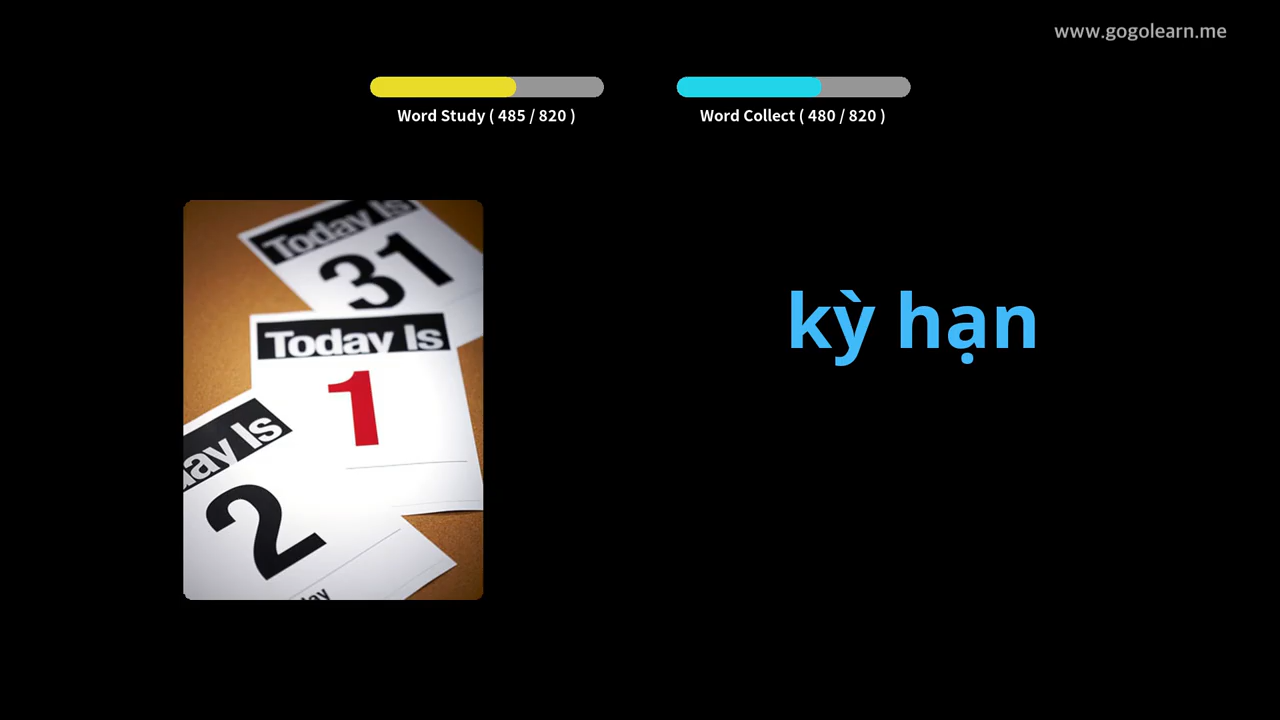 www.gogolearn.me
Word Study ( 485 / 820 )
Word Collect ( 480 / 820 )
Today Is
31
Today Is
1
ay Is
2
kỳ hạn